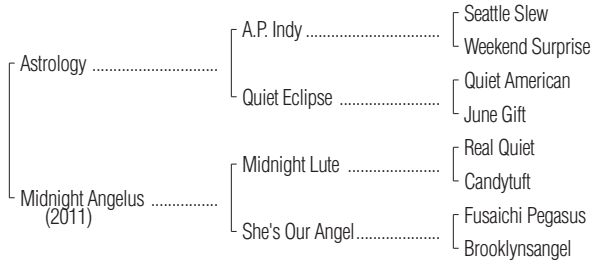 Seattle Slew
A.P. Indy ..............................
Weekend Surprise
Astrology ............................
Quiet American
Quiet Eclipse ......................
June Gift
Real Quiet
Midnight Lute ....................
Candytuft
Midnight Angelus ...............
(2011)
Fusaichi Pegasus
She's Our Angel ...................
Brooklynsangel